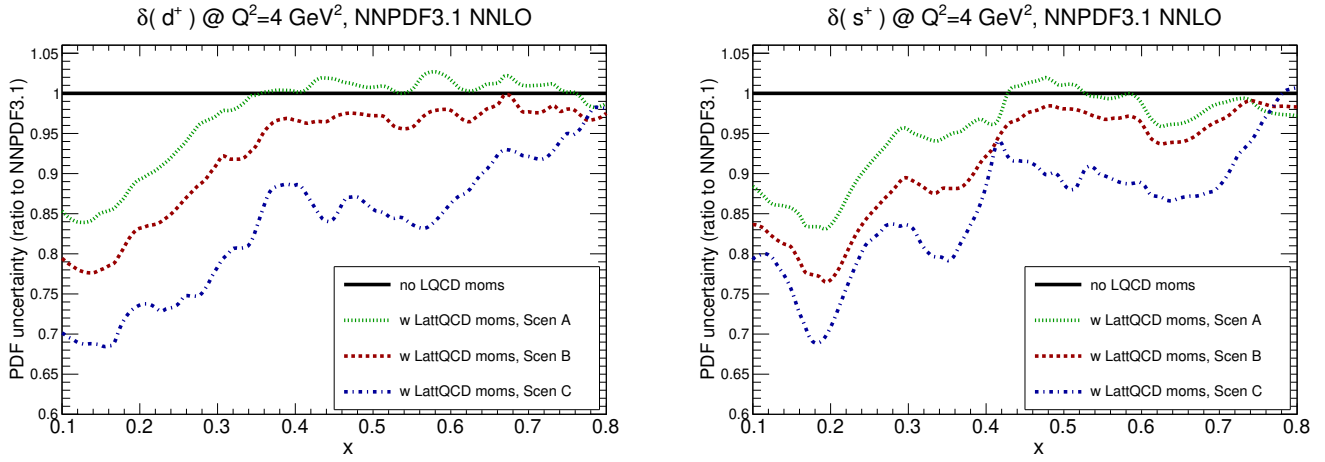 δ( d⁺ ) @ Q²=4 GeV², NNPDF3.1 NNLO
PDF uncertainty (ratio to NNPDF3.1)
1.05
1
0.95
0.9
0.85
0.8
0.75
0.7
0.65
0.6
no LQCD moms
w LattQCD moms, Scen A
w LattQCD moms, Scen B
w LattQCD moms, Scen C
0.1 0.2 0.3 0.4 0.5 0.6 0.7 0.8
x
δ( s⁺ ) @ Q²=4 GeV², NNPDF3.1 NNLO
PDF uncertainty (ratio to NNPDF3.1)
1.05
1
0.95
0.9
0.85
0.8
0.75
0.7
0.65
0.6
no LQCD moms
w LattQCD moms, Scen A
w LattQCD moms, Scen B
w LattQCD moms, Scen C
0.1 0.2 0.3 0.4 0.5 0.6 0.7 0.8
x